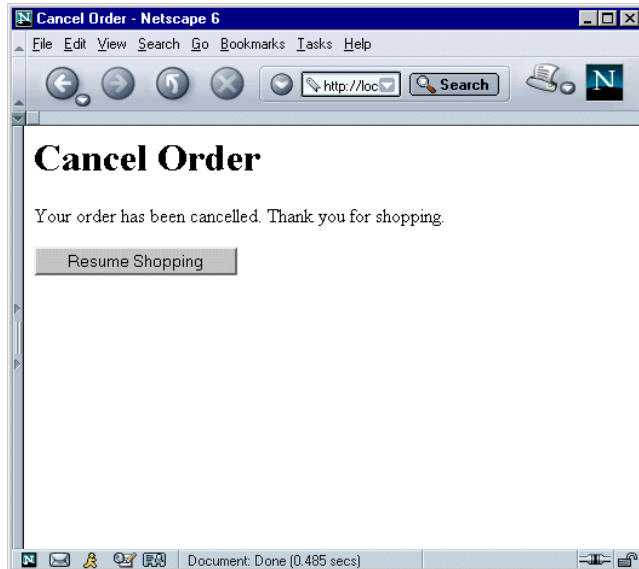 N Cancel Order - Netscape 6
File Edit View Search Go Bookmarks Tasks Help
http://loc Search N
Cancel Order
Your order has been cancelled. Thank you for shopping.
Resume Shopping
N Document: Done (0.485 secs)